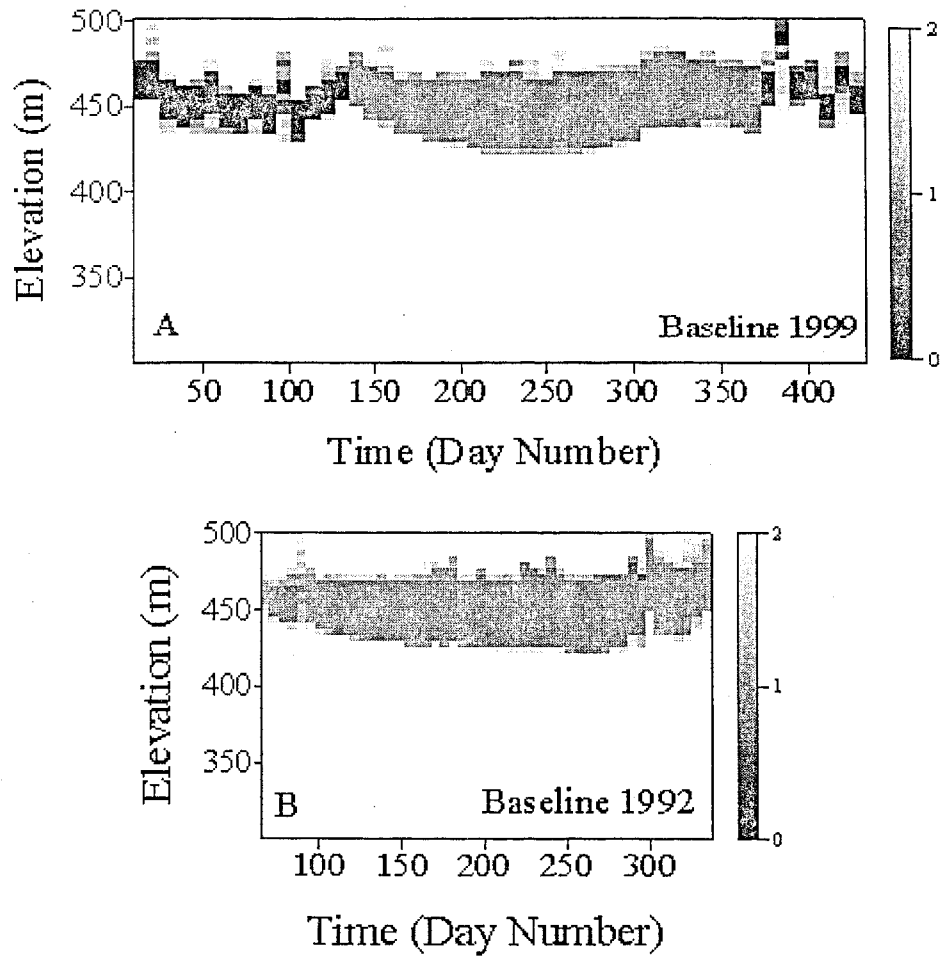 500
450
400
350
Elevation (m)
A
Baseline 1999
2
1
0
50 100 150 200 250 300 350 400
Time (Day Number)
500
450
400
350
Elevation (m)
B
Baseline 1992
2
1
0
100 150 200 250 300
Time (Day Number)